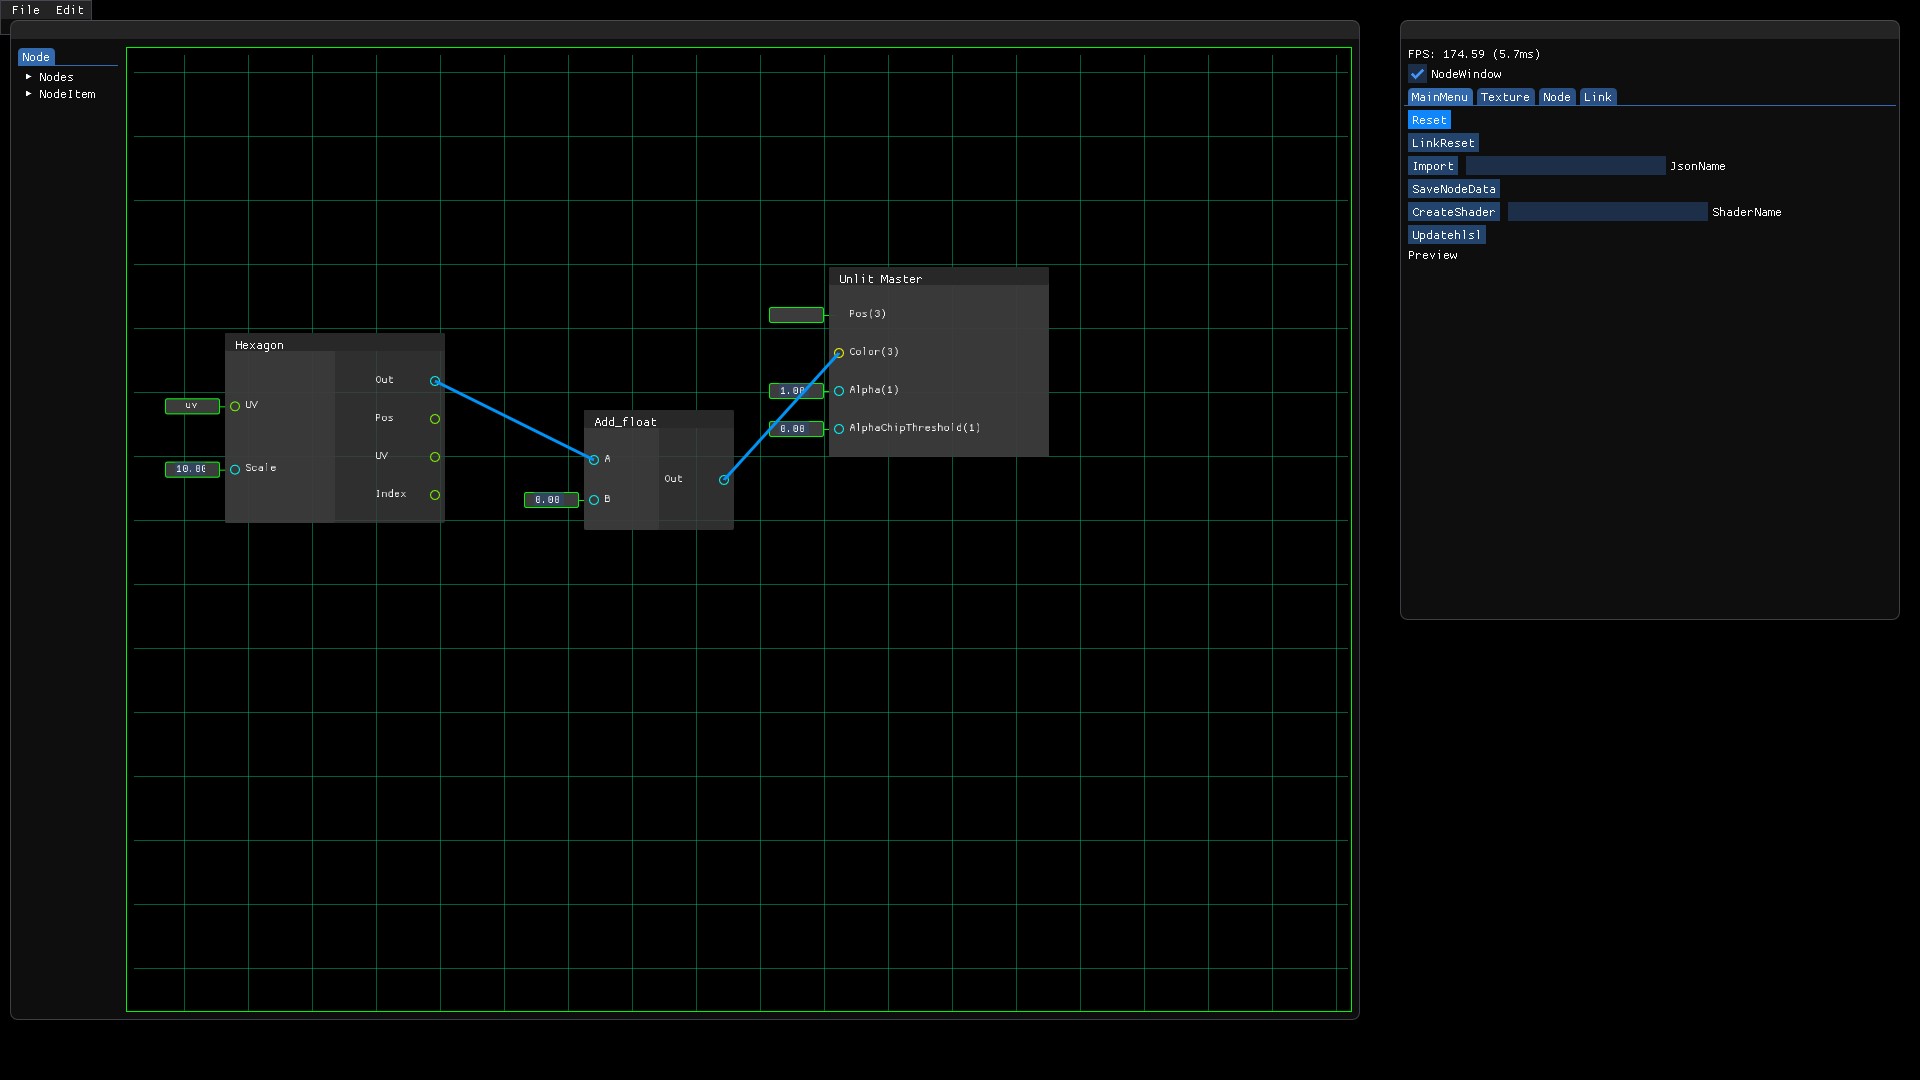 File Edit
Node
Nodes
NodeItem
Hexagon
Out
Pos
uv UV
UV
10.00 Scale
Index
Add_float
A
Out
0.00 B
Unlit Master
Pos(3)
Color(3)
1.00 Alpha(1)
0.00 AlphaChipThreshold(1)
FPS: 174.59 (5.7ms)
NodeWindow
MainMenu Texture Node Link
Reset
LinkReset
Import JsonName
SaveNodeData
CreateShader ShaderName
Updatehlsl
Preview